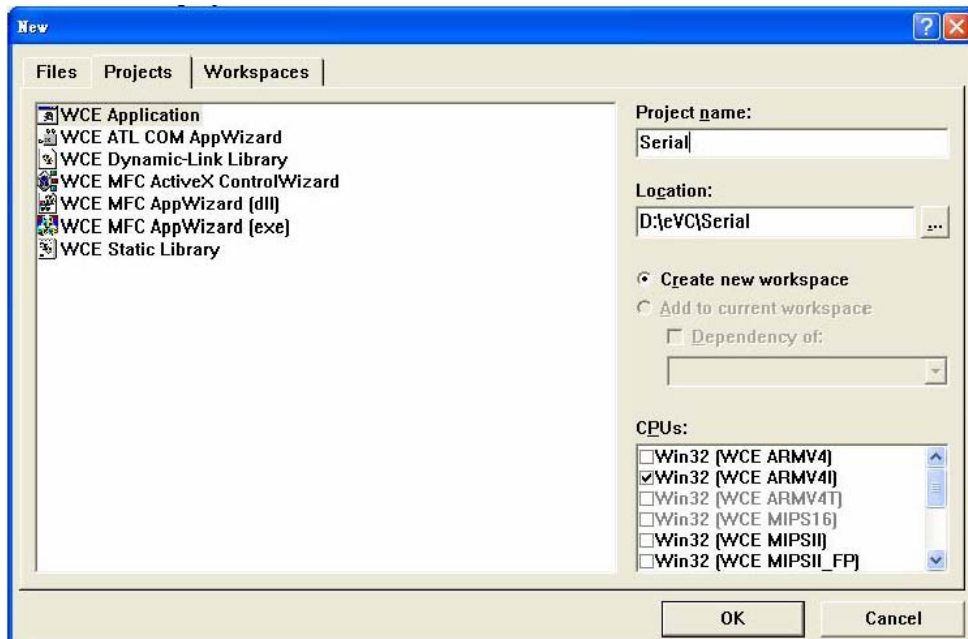 New
Files Projects Workspaces
WCE Application
WCE ATL COM AppWizard
WCE Dynamic-Link Library
WCE MFC ActiveX ControlWizard
WCE MFC AppWizard (dll)
WCE MFC AppWizard (exe)
WCE Static Library
Project name:
Serial
Location:
D:\eVC\Serial
...
Create new workspace
Add to current workspace
Dependency of:
CPUs:
Win32 (WCE ARMV4)
Win32 (WCE ARMV4I)
Win32 (WCE ARMV4T)
Win32 (WCE MIPS16)
Win32 (WCE MIPSII)
Win32 (WCE MIPSII_FP)
OK Cancel